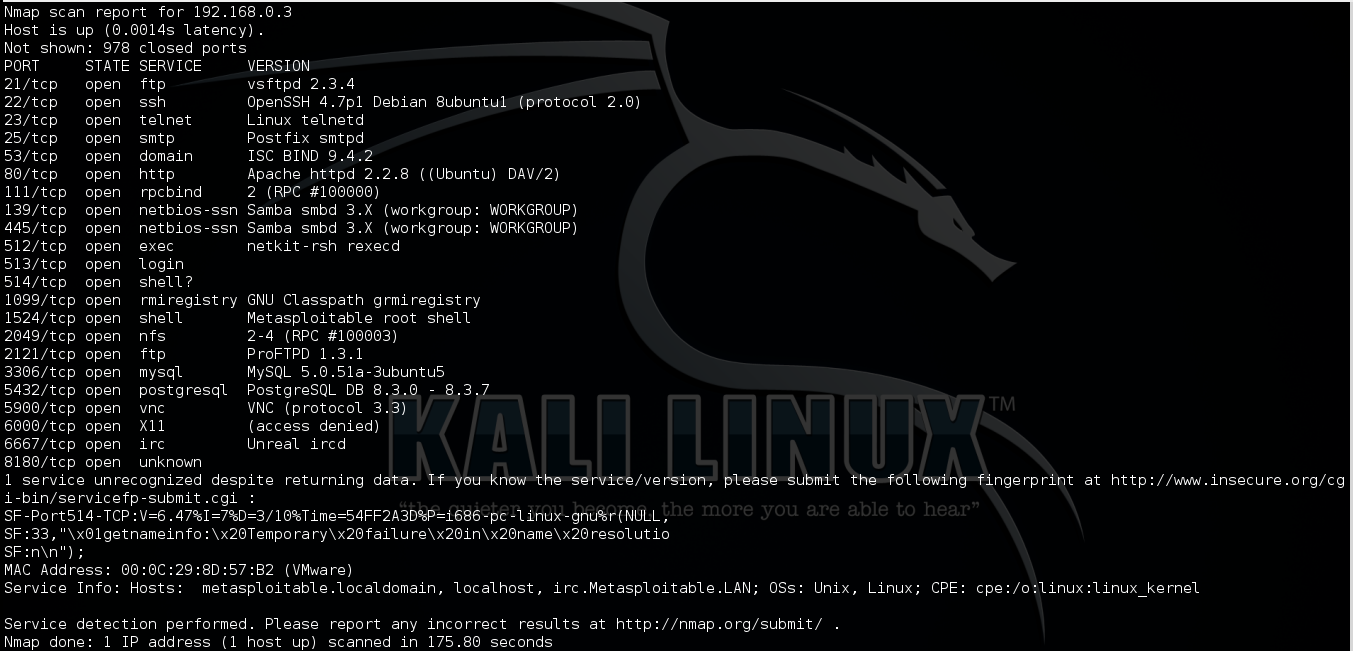 Nmap scan report for 192.168.0.3
Host is up (0.0014s latency).
Not shown: 978 closed ports
PORT     STATE SERVICE     VERSION
21/tcp   open  ftp         vsftpd 2.3.4
22/tcp   open  ssh         OpenSSH 4.7p1 Debian 8ubuntu1 (protocol 2.0)
23/tcp   open  telnet      Linux telnetd
25/tcp   open  smtp        Postfix smtpd
53/tcp   open  domain      ISC BIND 9.4.2
80/tcp   open  http        Apache httpd 2.2.8 ((Ubuntu) DAV/2)
111/tcp  open  rpcbind     2 (RPC #100000)
139/tcp  open  netbios-ssn Samba smbd 3.X (workgroup: WORKGROUP)
445/tcp  open  netbios-ssn Samba smbd 3.X (workgroup: WORKGROUP)
512/tcp  open  exec        netkit-rsh rexecd
513/tcp  open  login
514/tcp  open  shell?
1099/tcp open  rmiregistry GNU Classpath grmiregistry
1524/tcp open  shell       Metasploitable root shell
2049/tcp open  nfs         2-4 (RPC #100003)
2121/tcp open  ftp         ProFTPD 1.3.1
3306/tcp open  mysql       MySQL 5.0.51a-3ubuntu5
5432/tcp open  postgresql  PostgreSQL DB 8.3.0 - 8.3.7
5900/tcp open  vnc         VNC (protocol 3.3)
6000/tcp open  X11         (access denied)
6667/tcp open  irc         Unreal ircd
8180/tcp open  unknown
1 service unrecognized despite returning data. If you know the service/version, please submit the following fingerprint at http://www.insecure.org/cg
i-bin/servicefp-submit.cgi :
SF-Port514-TCP:V=6.47%I=7%D=3/10%Time=54FF2A3D%P=i686-pc-linux-gnu%r(NULL,
SF:33,"\x01getnameinfo:\x20Temporary\x20failure\x20in\x20name\x20resolutio
SF:n\n");
MAC Address: 00:0C:29:8D:57:B2 (VMware)
Service Info: Hosts:  metasploitable.localdomain, localhost, irc.Metasploitable.LAN; OSs: Unix, Linux; CPE: cpe:/o:linux:linux_kernel
Service detection performed. Please report any incorrect results at http://nmap.org/submit/ .
Nmap done: 1 IP address (1 host up) scanned in 175.80 seconds
KALI LINUX™
“the quieter you become, the more you are able to hear”